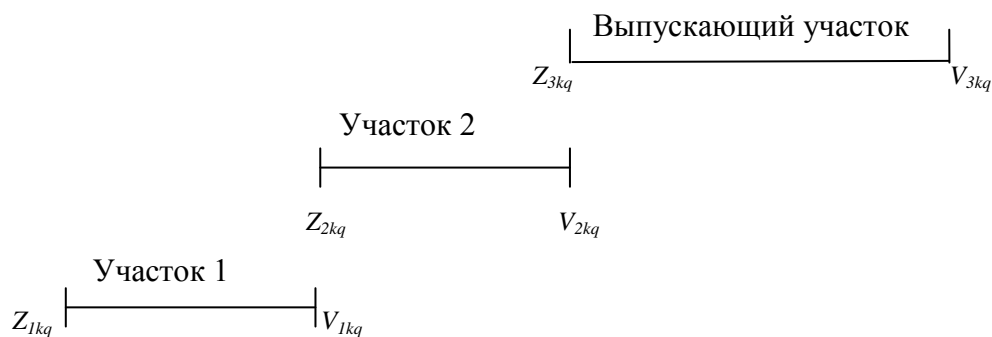 Выпускающий участок
Z3kq V3kq
Участок 2
Z2kq V2kq
Участок 1
Z1kq V1kq